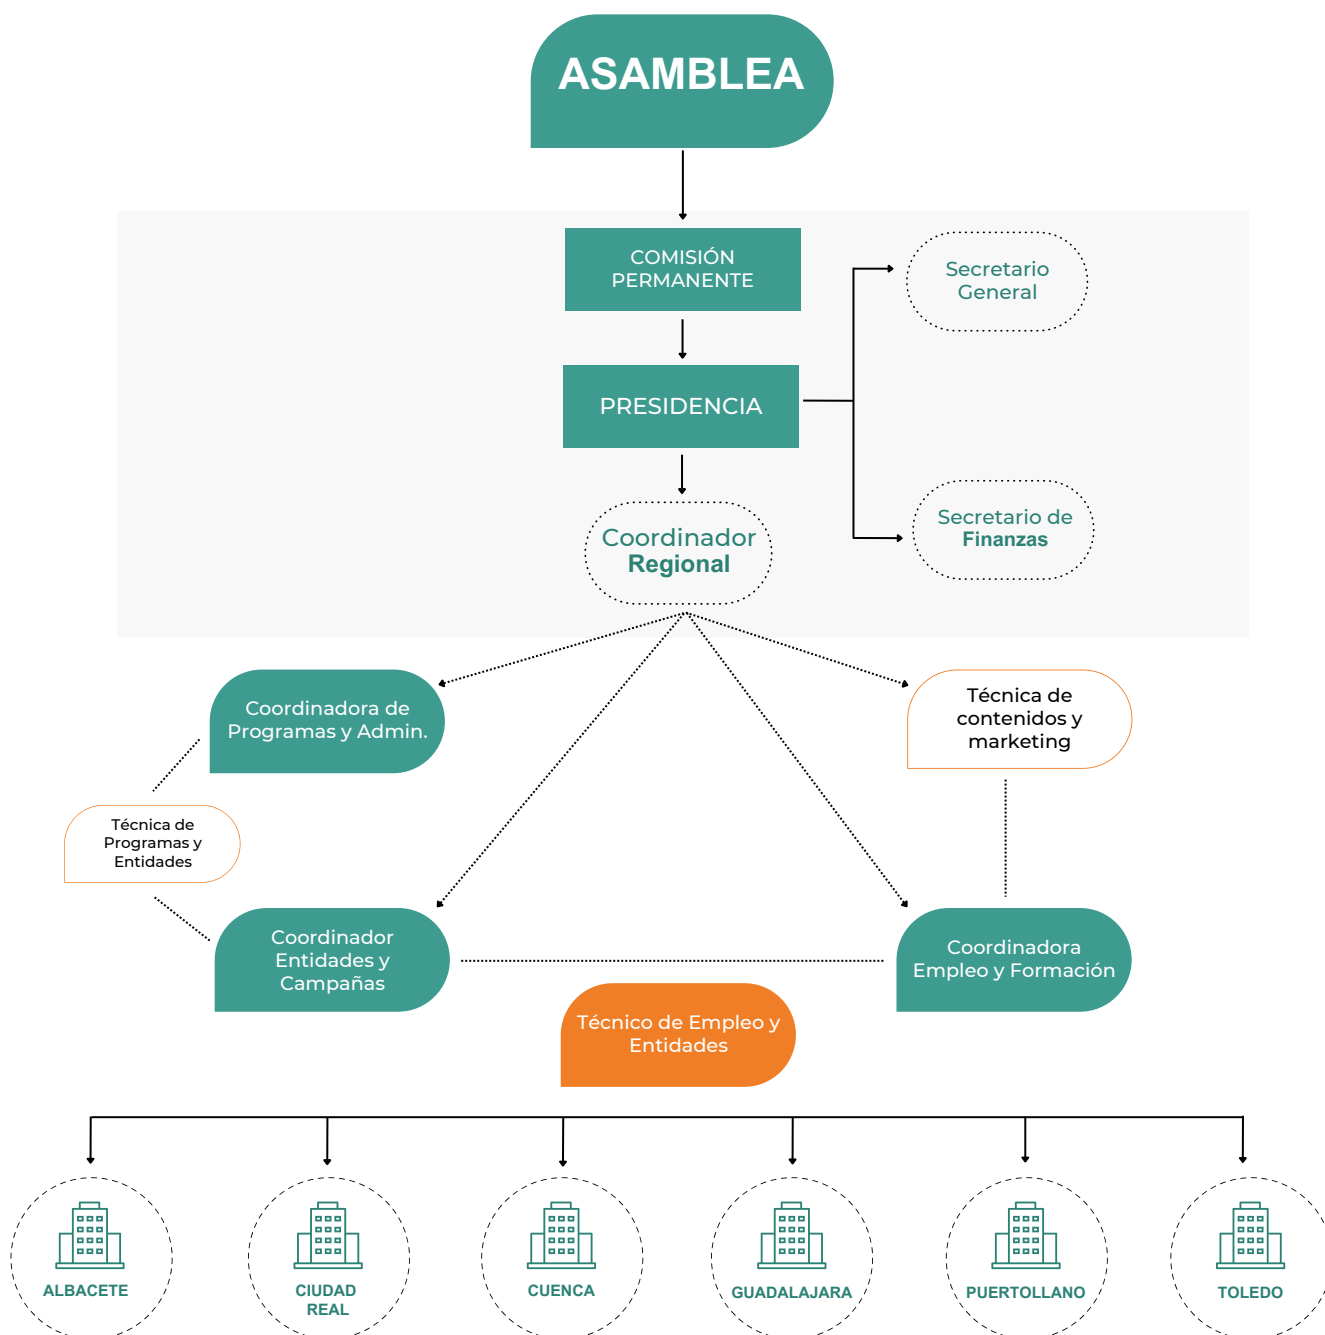 ASAMBLEA
COMISIÓN
PERMANENTE
Secretario
General
PRESIDENCIA
Secretario de
Finanzas
Coordinador
Regional
Coordinadora de
Programas y Admin.
Técnica de
contenidos y
marketing
Técnica de
Programas y
Entidades
Coordinador
Entidades y
Campañas
Coordinadora
Empleo y Formación
Técnico de Empleo y
Entidades
ALBACETE
CIUDAD
REAL
CUENCA
GUADALAJARA
PUERTOLLANO
TOLEDO